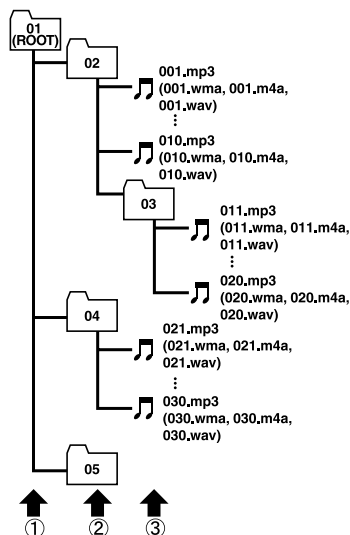 01
(ROOT)
02
001.mp3
(001.wma, 001.m4a,
001.wav)
⋮
010.mp3
(010.wma, 010.m4a,
010.wav)
03
011.mp3
(011.wma, 011.m4a,
011.wav)
⋮
020.mp3
(020.wma, 020.m4a,
020.wav)
04
021.mp3
(021.wma, 021.m4a,
021.wav)
⋮
030.mp3
(030.wma, 030.m4a,
030.wav)
05
① ② ③